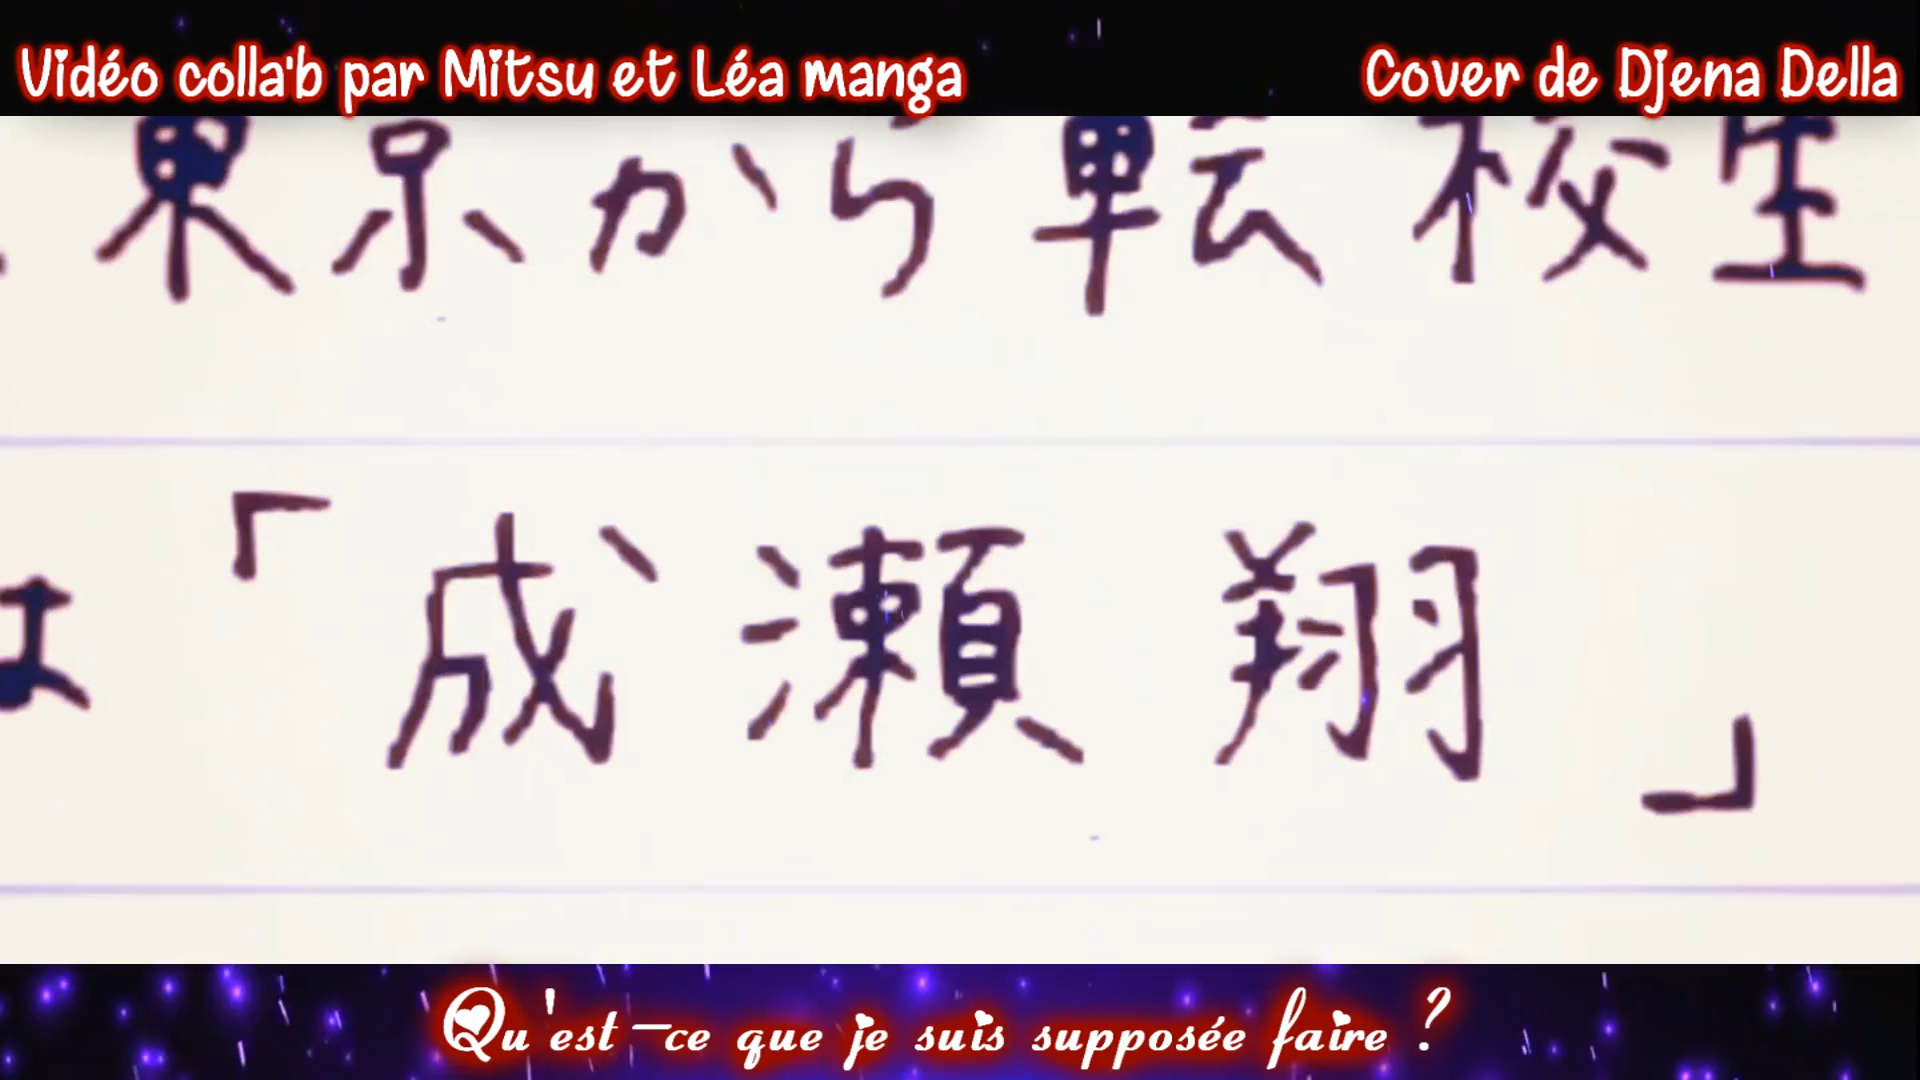 Vidéo colla'b par Mitsu et Léa manga
Cover de Djena Della
東京から転校生
は「成瀬 翔 」
Qu'est-ce que je suis supposée faire ?